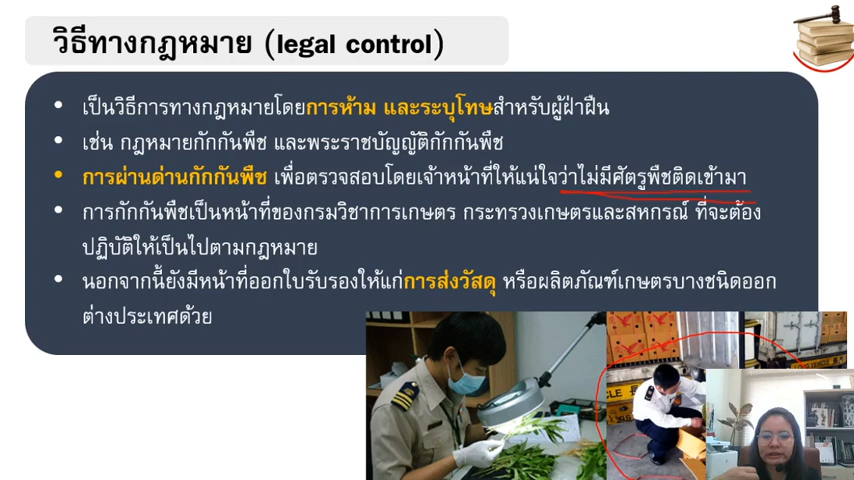 วิธีทางกฎหมาย (legal control)
• เป็นวิธีการทางกฎหมายโดยการห้าม และระบุโทษสำหรับผู้ฝ่าฝืน
• เช่น กฎหมายกักกันพืช และพระราชบัญญัติกักกันพืช
• การผ่านด่านกักกันพืช เพื่อตรวจสอบโดยเจ้าหน้าที่ให้แน่ใจว่าไม่มีศัตรูพืชติดเข้ามา
• การกักกันพืชเป็นหน้าที่ของกรมวิชาการเกษตร กระทรวงเกษตรและสหกรณ์ ที่จะต้อง
ปฏิบัติให้เป็นไปตามกฎหมาย
• นอกจากนี้ยังมีหน้าที่ออกใบรับรองให้แก่การส่งวัสดุ หรือผลิตภัณฑ์เกษตรบางชนิดออก
ต่างประเทศด้วย